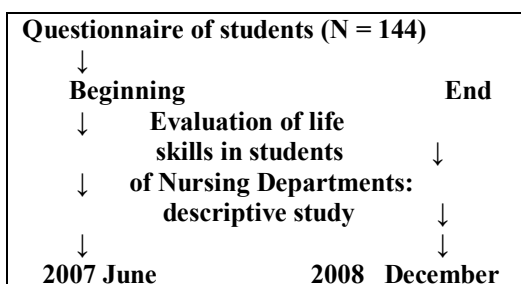 Questionnaire of students (N = 144)
↓
Beginning End
↓ Evaluation of life
skills in students ↓
↓ of Nursing Departments:
descriptive study ↓
↓ ↓
2007 June 2008 December